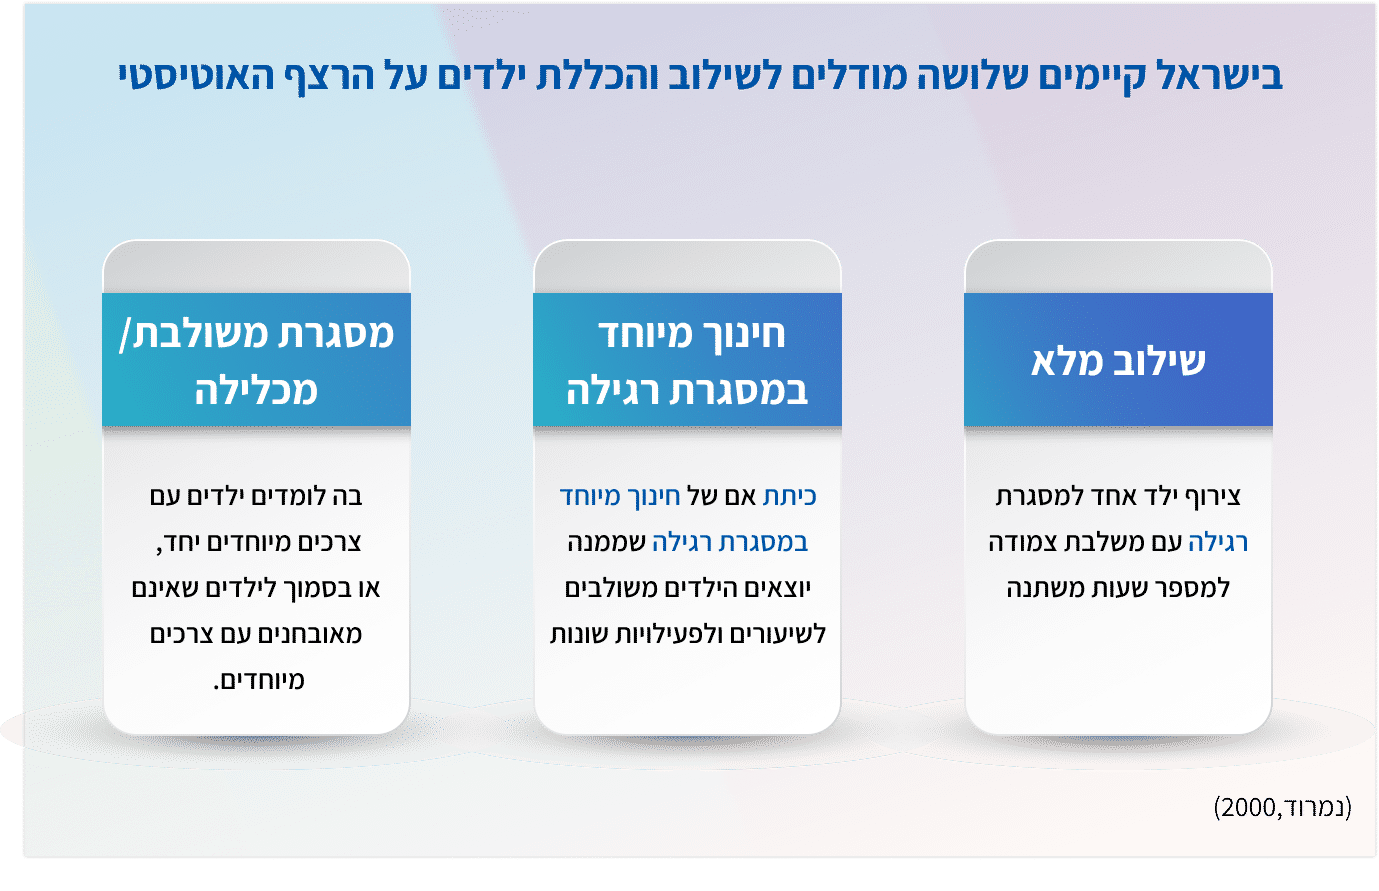 בישראל קיימים שלושה מודלים לשילוב והכללת ילדים על הרצף האוטיסטי
שילוב מלא
צירוף ילד אחד למסגרת
רגילה עם משלבת צמודה
למספר שעות משתנה
חינוך מיוחד
במסגרת רגילה
כיתת אם של חינוך מיוחד
במסגרת רגילה שממנה
יוצאים הילדים משולבים
לשיעורים ולפעילויות שונות
מסגרת משולבת/
מכלילה
בה לומדים ילדים עם
צרכים מיוחדים יחד,
או בסמוך לילדים שאינם
מאובחנים עם צרכים
מיוחדים.
(נמרוד,2000)